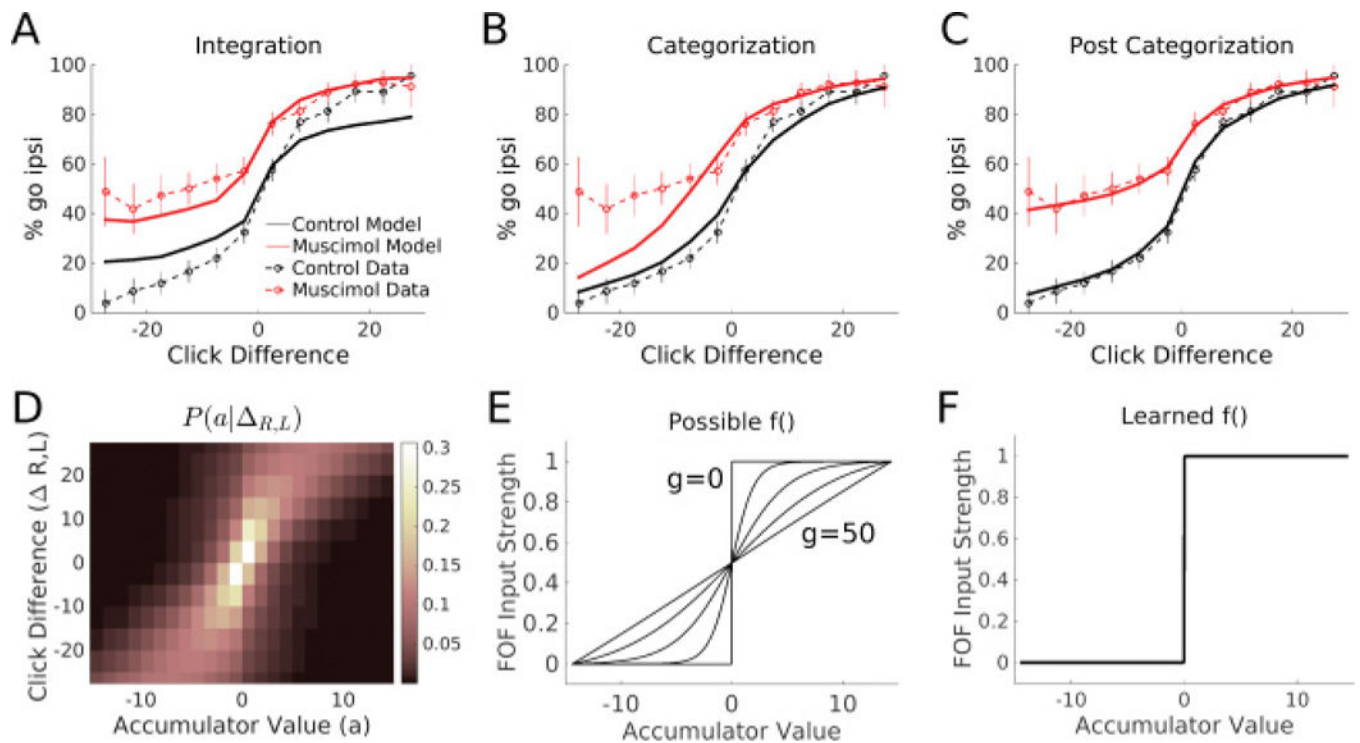 A
Integration
% go ipsi
100
80
60
40
20
0
-20
0
20
Click Difference
Control Model
Muscimol Model
Control Data
Muscimol Data
B
Categorization
% go ipsi
100
80
60
40
20
0
-20
0
20
Click Difference
C
Post Categorization
% go ipsi
100
80
60
40
20
0
-20
0
20
Click Difference
D
P(a|Δ_{R,L})
Click Difference (Δ R,L)
20
10
0
-10
-20
-10
0
10
Accumulator Value (a)
0.3
0.25
0.2
0.15
0.1
0.05
E
Possible f()
FOF Input Strength
1
0.8
0.6
0.4
0.2
0
g=0
g=50
-10
0
10
Accumulator Value
F
Learned f()
FOF Input Strength
1
0.8
0.6
0.4
0.2
0
-10
0
10
Accumulator Value